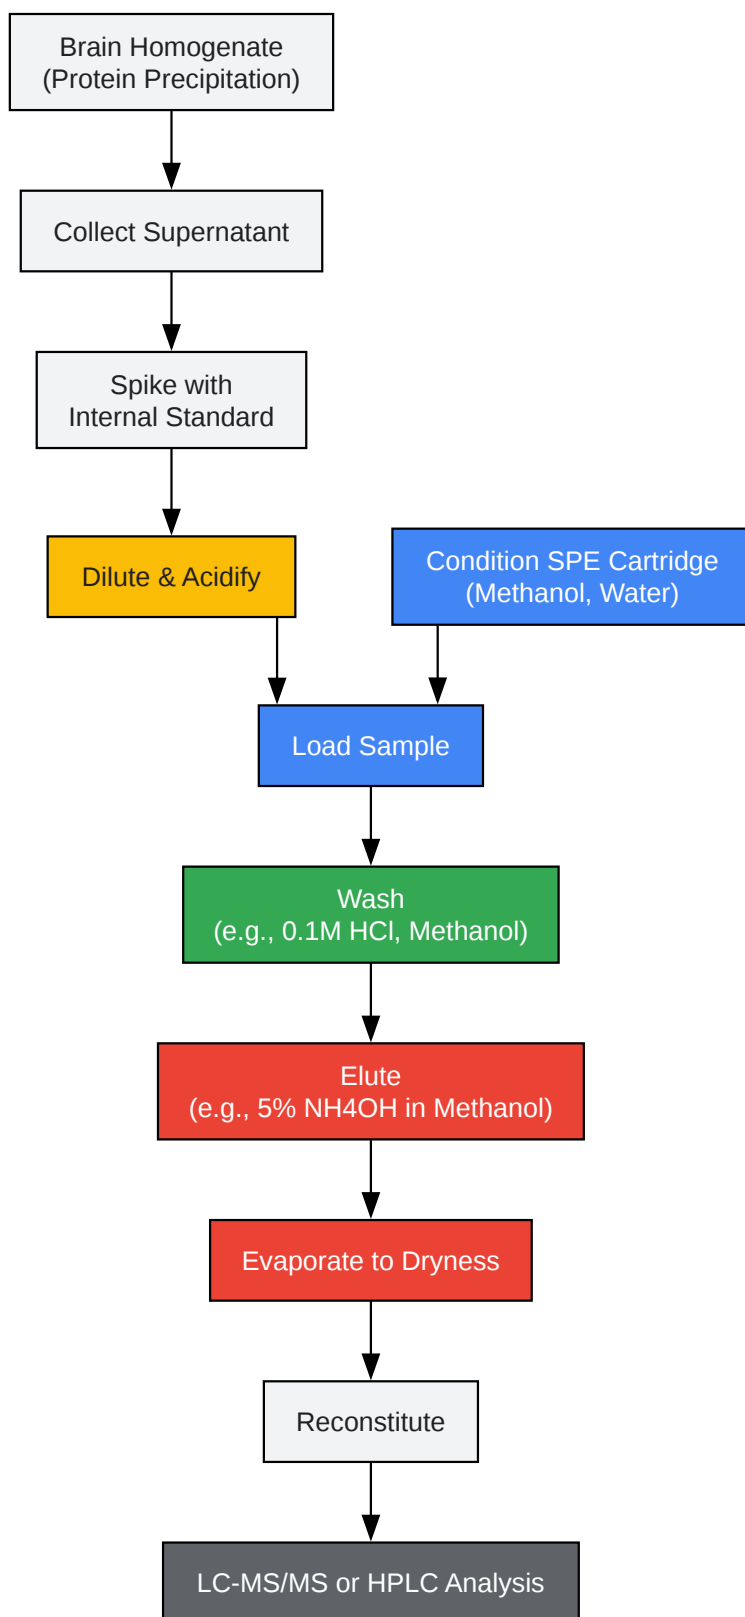 Brain Homogenate
(Protein Precipitation)
Collect Supernatant
Spike with
Internal Standard
Dilute & Acidify
Condition SPE Cartridge
(Methanol, Water)
Load Sample
Wash
(e.g., 0.1M HCl, Methanol)
Elute
(e.g., 5% NH4OH in Methanol)
Evaporate to Dryness
Reconstitute
LC-MS/MS or HPLC Analysis